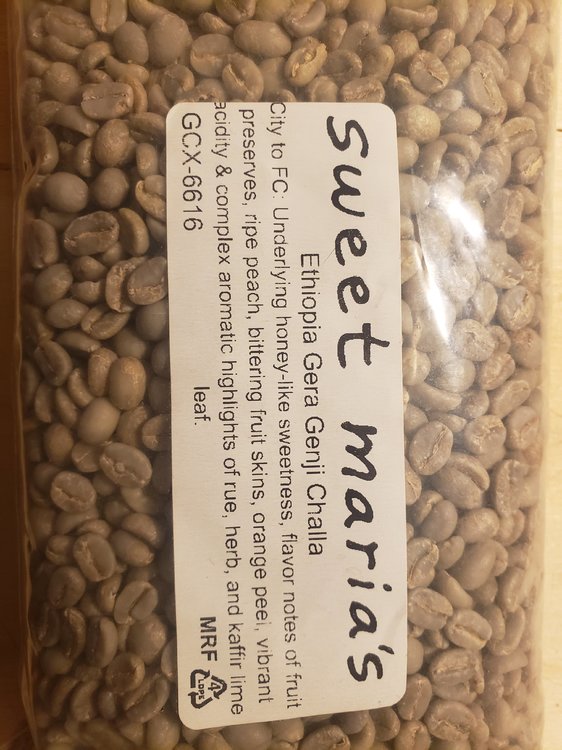 sweet maria's
Ethiopia Gera Genji Challa
City to FC: Underlying honey-like sweetness, flavor notes of fruit
preserves, ripe peach, bittering fruit skins, orange peel, vibrant
acidity & complex aromatic highlights of rue, herb, and kaffir lime
leaf.
GCX-6616
MRF
4
LDPE